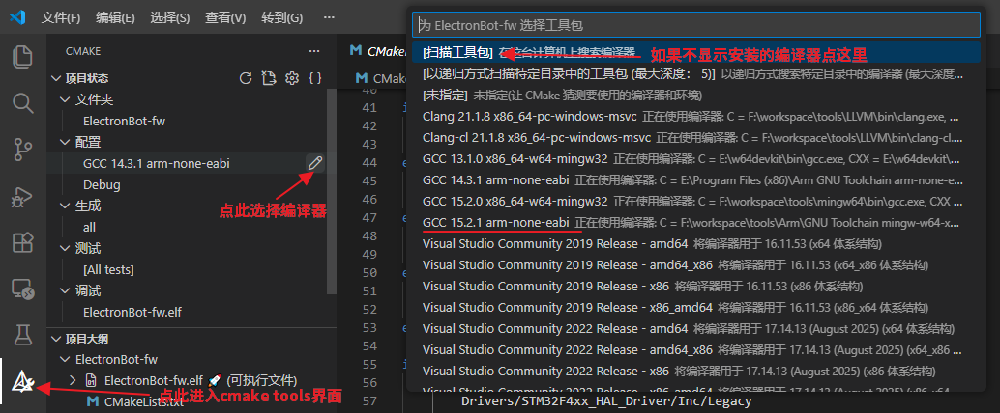 文件(F) 编辑(E) 选择(S) 查看(V) 转到(G) ···
CMAKE ···
项目状态
文件夹
ElectronBot-fw
配置
GCC 14.3.1 arm-none-eabi
点此选择编译器
Debug
生成
all
测试
[All tests]
调试
ElectronBot-fw.elf
项目大纲
ElectronBot-fw
ElectronBot-fw.elf 🚀 (可执行文件)
点此进入cmake tools界面
CMakeLists.txt
M CMake
M CMa
40
41
42
43
44
46
47
48
49
50
51
52
53
54
55
56
57
Drivers/STM32F4xx_HAL_Driver/Inc/Legacy
为 ElectronBot-fw 选择工具包
[扫描工具包] 在这台计算机上搜索编译器
如果不显示安装的编译器点这里
[以递归方式扫描特定目录中的工具包 (最大深度： 5)] 以递归方式搜索特定目录中的编译器 (最大深度...
[未指定] 未指定(让 CMake 猜测要使用的编译器和环境)
Clang 21.1.8 x86_64-pc-windows-msvc 正在使用编译器: C = F:\workspace\tools\LLVM\bin\clang.exe, ...
Clang-cl 21.1.8 x86_64-pc-windows-msvc 正在使用编译器: C = F:\workspace\tools\LLVM\bin\clang-cl....
GCC 13.1.0 x86_64-w64-mingw32 正在使用编译器: C = E:\w64devkit\bin\gcc.exe, CXX = E:\w64devkit\...
GCC 14.3.1 arm-none-eabi 正在使用编译器: C = E:\Program Files (x86)\Arm GNU Toolchain arm-none-e...
GCC 15.2.0 x86_64-w64-mingw32 正在使用编译器: C = F:\workspace\tools\mingw64\bin\gcc.exe, CXX ...
GCC 15.2.1 arm-none-eabi 正在使用编译器: C = F:\workspace\tools\Arm\GNU Toolchain mingw-w64-x...
Visual Studio Community 2019 Release - amd64 将编译器用于 16.11.53 (x64 体系结构)
Visual Studio Community 2019 Release - amd64_x86 将编译器用于 16.11.53 (x64_x86 体系结构)
Visual Studio Community 2019 Release - x86 将编译器用于 16.11.53 (x86 体系结构)
Visual Studio Community 2019 Release - x86_amd64 将编译器用于 16.11.53 (x86_x64 体系结构)
Visual Studio Community 2022 Release - amd64 将编译器用于 17.14.13 (August 2025) (x64 体系结构)
Visual Studio Community 2022 Release - amd64_x86 将编译器用于 17.14.13 (August 2025) (x64_x86 ...
Visual Studio Community 2022 Release - x86 将编译器用于 17.14.13 (August 2025) (x86 体系结构)
Visual Studio Community 2022 Release - x86_amd64 将编译器用于 17.14.13 (August 2025) (x86_x64 ...